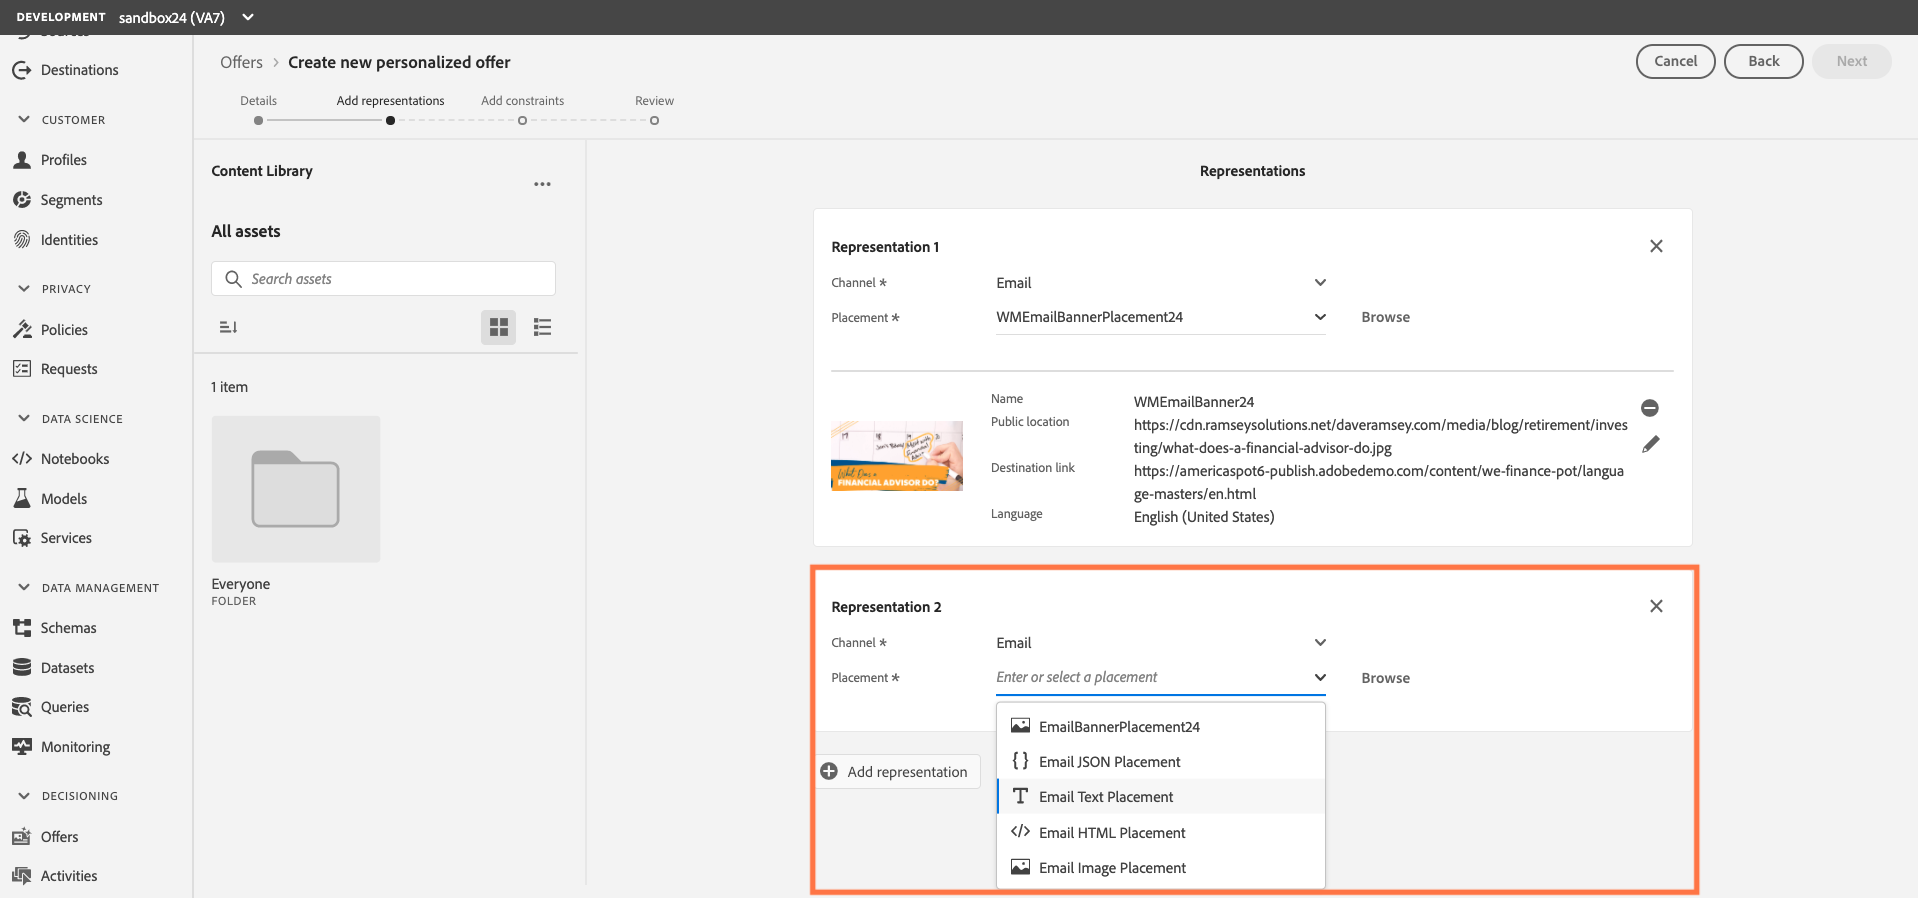 DEVELOPMENT sandbox24 (VA7)
Destinations
CUSTOMER
Profiles
Segments
Identities
PRIVACY
Policies
Requests
DATA SCIENCE
Notebooks
Models
Services
DATA MANAGEMENT
Schemas
Datasets
Queries
Monitoring
DECISIONING
Offers
Activities
Offers > Create new personalized offer
Cancel
Back
Next
Details
Add representations
Add constraints
Review
Content Library
All assets
Search assets
1 item
Everyone
FOLDER
Representations
Representation 1
Channel * Email
Placement * WMEmailBannerPlacement24 Browse
What Does a
FINANCIAL ADVISOR DO?
Name WMEmailBanner24
Public location https://cdn.ramseysolutions.net/daveramsey.com/media/blog/retirement/inves
ting/what-does-a-financial-advisor-do.jpg
Destination link https://americaspot6-publish.adobedemo.com/content/we-finance-pot/langua
ge-masters/en.html
Language English (United States)
Representation 2
Channel * Email
Placement * Enter or select a placement Browse
EmailBannerPlacement24
Email JSON Placement
Email Text Placement
Email HTML Placement
Email Image Placement
Add representation